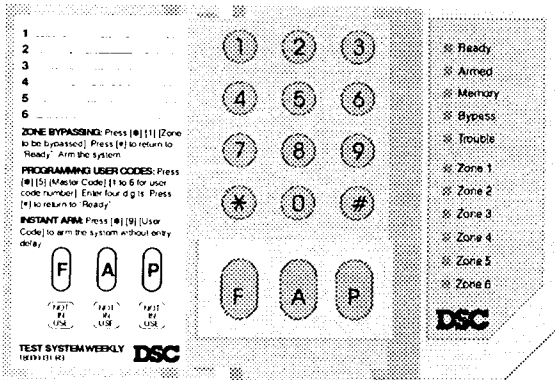 1
2
3
4
5
6
ZONE BYPASSING: Press [✱] [1] [Zone
to be bypassed] Press [#] to return to
"Ready" Arm the system
PROGRAMMING USER CODES: Press
[✱] [5] [Master Code] [1 to 6 for user
code number] Enter four digits Press
[#] to return to "Ready"
INSTANT ARM: Press [✱] [9] [User
Code] to arm the system without entry
delay
F A P
NOT IN USE NOT IN USE NOT IN USE
TEST SYSTEM WEEKLY
DSC
1 2 3
4 5 6
7 8 9
* 0 #
F A P
Ready
Armed
Memory
Bypass
Trouble
Zone 1
Zone 2
Zone 3
Zone 4
Zone 5
Zone 6
DSC